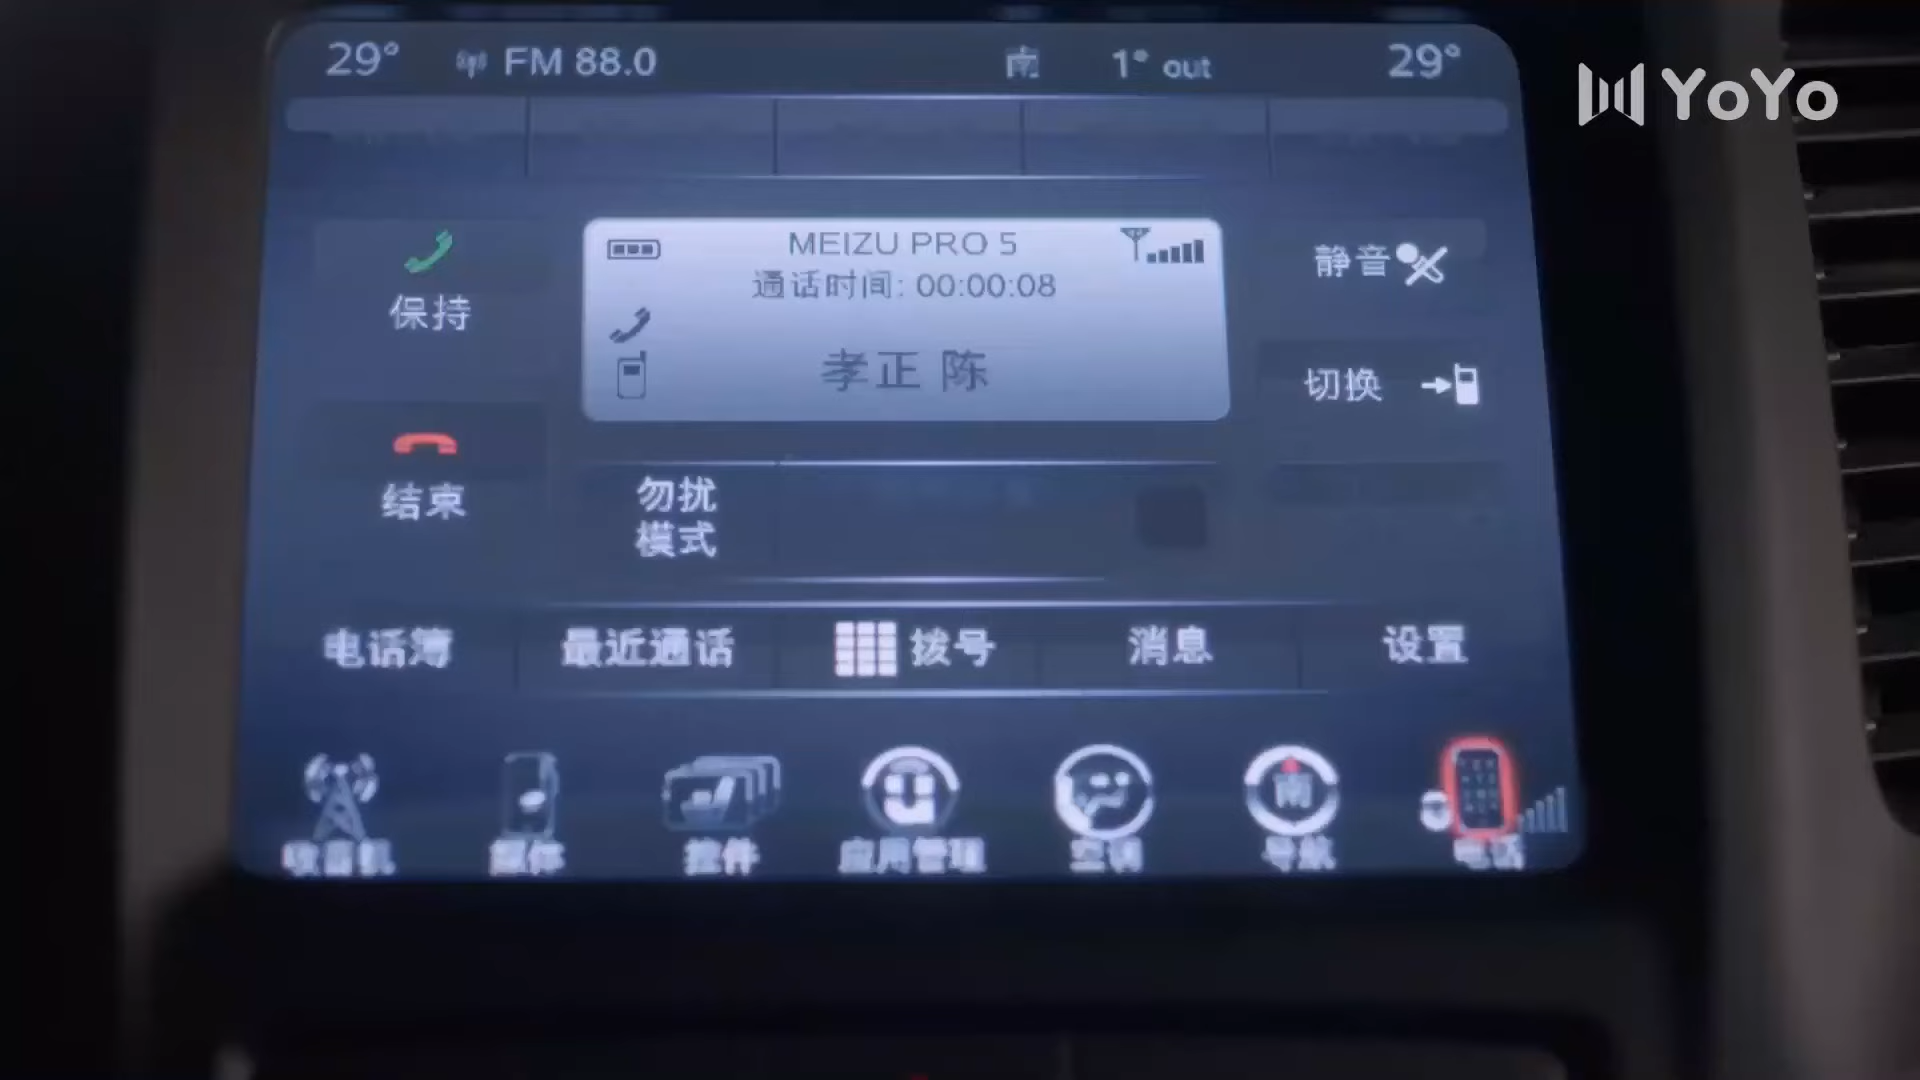 29° FM 88.0 南 1° out 29°
YoYo
MEIZU PRO 5
通话时间: 00:00:08
孝正 陈
保持
静音
切换
结束
勿扰
模式
电话簿 最近通话 拨号 消息 设置
南
收音机 媒体 控件 应用管理 空调 导航 电话